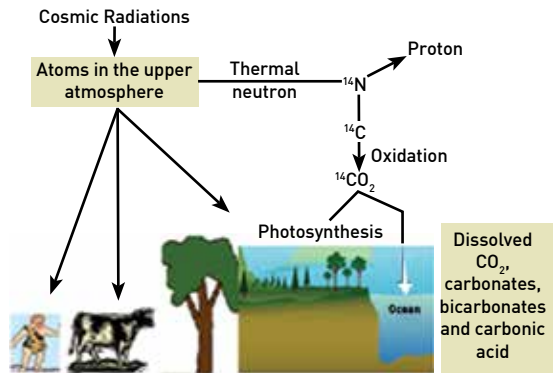 Cosmic Radiations
Atoms in the upper
atmosphere
Thermal
neutron
Proton
¹⁴N
¹⁴C
Oxidation
¹⁴CO₂
Photosynthesis
Ocean
Dissolved
CO₂,
carbonates,
bicarbonates
and carbonic
acid